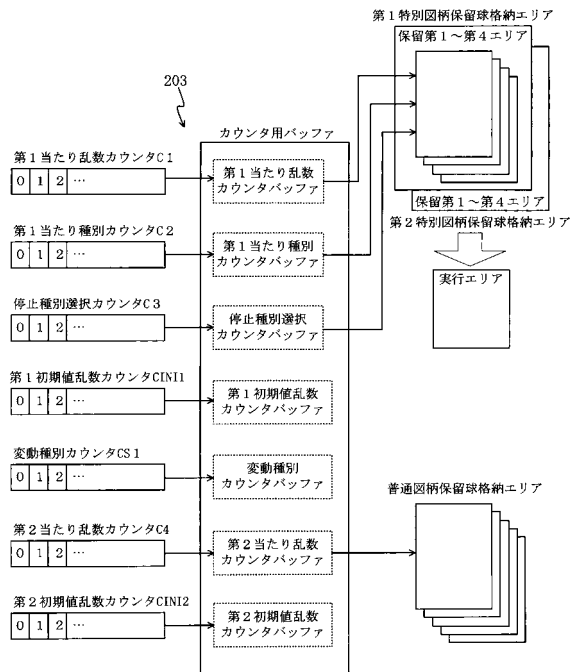 第1特別図柄保留球格納エリア
保留第1～第4エリア
203
カウンタ用バッファ
第1当たり乱数カウンタC1
0 1 2 …
第1当たり乱数
カウンタバッファ
保留第1～第4エリア
第2特別図柄保留球格納エリア
第1当たり種別カウンタC2
0 1 2 …
第1当たり種別
カウンタバッファ
実行エリア
停止種別選択カウンタC3
0 1 2 …
停止種別選択
カウンタバッファ
第1初期値乱数カウンタCINI1
0 1 2 …
第1初期値乱数
カウンタバッファ
変動種別カウンタCS1
0 1 2 …
変動種別
カウンタバッファ
普通図柄保留球格納エリア
第2当たり乱数カウンタC4
0 1 2 …
第2当たり乱数
カウンタバッファ
第2初期値乱数カウンタCINI2
0 1 2 …
第2初期値乱数
カウンタバッファ